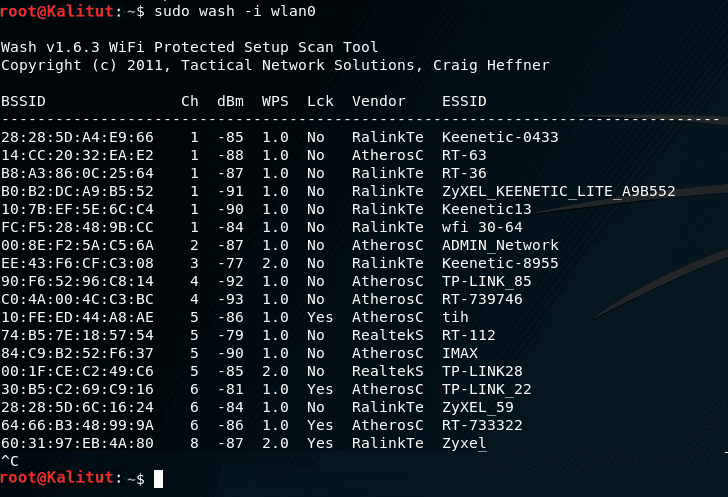 root@Kalitut:~$ sudo wash -i wlan0
Wash v1.6.3 WiFi Protected Setup Scan Tool
Copyright (c) 2011, Tactical Network Solutions, Craig Heffner
BSSID Ch dBm WPS Lck Vendor ESSID
--------------------------------------------------------------------------------
28:28:5D:A4:E9:66 1 -85 1.0 No RalinkTe Keenetic-0433
14:CC:20:32:EA:E2 1 -88 1.0 No AtherosC RT-63
B8:A3:86:0C:25:64 1 -87 1.0 No RalinkTe RT-36
B0:B2:DC:A9:B5:52 1 -91 1.0 No RalinkTe ZyXEL_KEENETIC_LITE_A9B552
10:7B:EF:5E:6C:C4 1 -90 1.0 No RalinkTe Keenetic13
FC:F5:28:48:9B:CC 1 -84 1.0 No RalinkTe wfi 30-64
00:8E:F2:5A:C5:6A 2 -87 1.0 No AtherosC ADMIN_Network
EE:43:F6:CF:C3:08 3 -77 2.0 No RalinkTe Keenetic-8955
90:F6:52:96:C8:14 4 -92 1.0 No AtherosC TP-LINK_85
C0:4A:00:4C:C3:BC 4 -93 1.0 No AtherosC RT-739746
10:FE:ED:44:A8:AE 5 -86 1.0 Yes AtherosC tih
74:B5:7E:18:57:54 5 -79 1.0 No RealtekS RT-112
84:C9:B2:52:F6:37 5 -90 1.0 No AtherosC IMAX
00:1F:CE:C2:49:C6 5 -85 2.0 No RealtekS TP-LINK28
30:B5:C2:69:C9:16 6 -81 1.0 Yes AtherosC TP-LINK_22
28:28:5D:6C:16:24 6 -84 1.0 No RalinkTe ZyXEL_59
64:66:B3:48:99:9A 6 -86 1.0 Yes AtherosC RT-733322
60:31:97:EB:4A:80 8 -87 2.0 Yes RalinkTe Zyxel
^C
root@Kalitut:~$